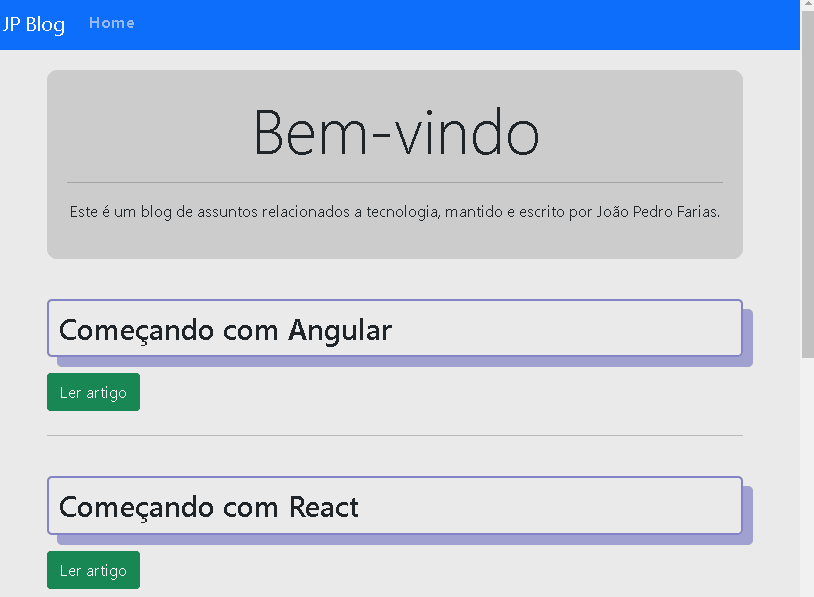 JP Blog Home
Bem-vindo
Este é um blog de assuntos relacionados a tecnologia, mantido e escrito por João Pedro Farias.
Começando com Angular
Ler artigo
Começando com React
Ler artigo